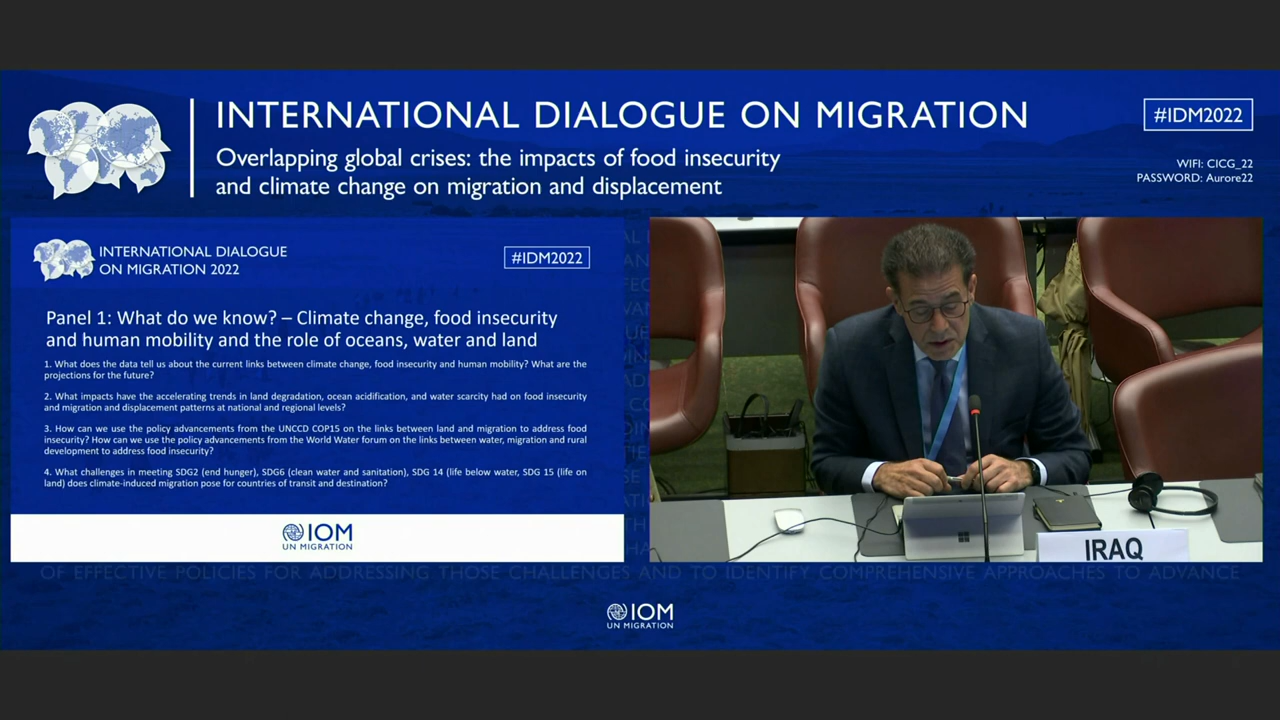 INTERNATIONAL DIALOGUE ON MIGRATION
Overlapping global crises: the impacts of food insecurity
and climate change on migration and displacement
#IDM2022
WIFI: CICG_22
PASSWORD: Aurore22
INTERNATIONAL DIALOGUE
ON MIGRATION 2022
#IDM2022
Panel 1: What do we know? – Climate change, food insecurity
and human mobility and the role of oceans, water and land
1. What does the data tell us about the current links between climate change, food insecurity and human mobility? What are the
projections for the future?
2. What impacts have the accelerating trends in land degradation, ocean acidification, and water scarcity had on food insecurity
and migration and displacement patterns at national and regional levels?
3. How can we use the policy advancements from the UNCCD COP15 on the links between land and migration to address food
insecurity? How can we use the policy advancements from the World Water forum on the links between water, migration and rural
development to address food insecurity?
4. What challenges in meeting SDG2 (end hunger), SDG6 (clean water and sanitation), SDG 14 (life below water, SDG 15 (life on
land) does climate-induced migration pose for countries of transit and destination?
IOM
UN MIGRATION
IRAQ
OF EFFECTIVE POLICIES FOR ADDRESSING THOSE CHALLENGES AND TO IDENTIFY COMPREHENSIVE APPROACHES TO ADVANCE
IOM
UN MIGRATION